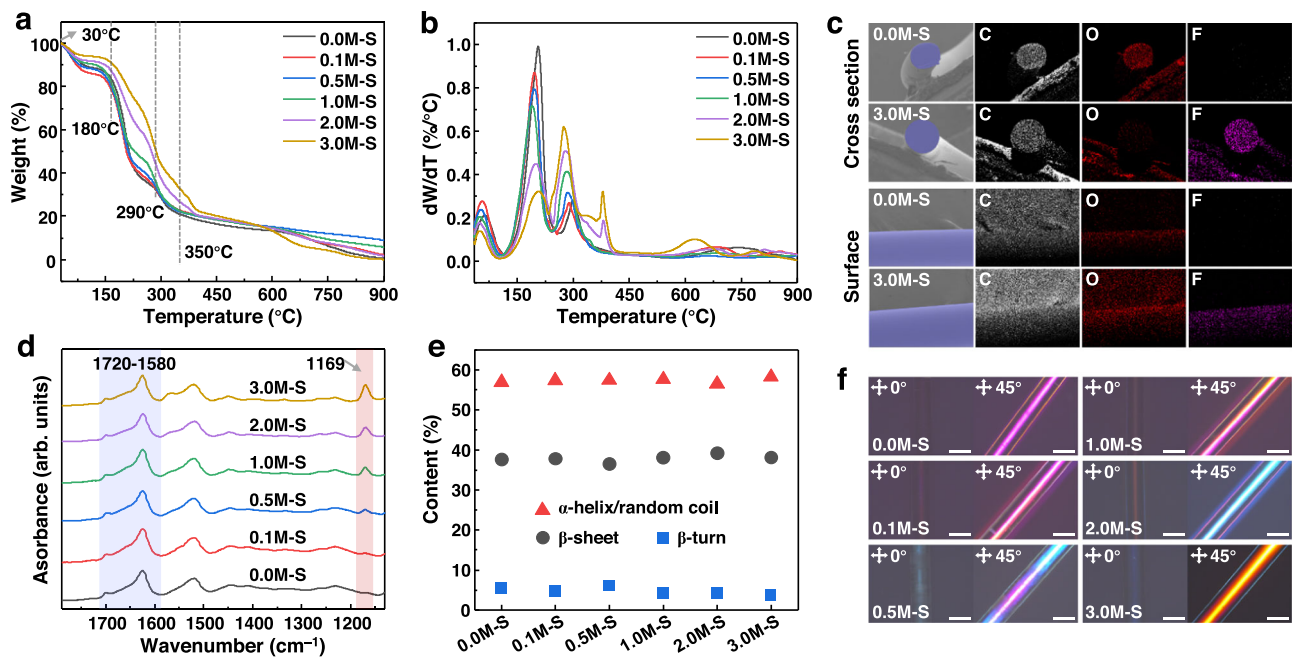 a
Weight (%)
100
80
60
40
20
0
30°C
180°C
290°C
350°C
0.0M-S
0.1M-S
0.5M-S
1.0M-S
2.0M-S
3.0M-S
150
300
450
600
750
900
Temperature (°C)
b
dW/dT (%/°C)
1.0
0.8
0.6
0.4
0.2
0.0
0.0M-S
0.1M-S
0.5M-S
1.0M-S
2.0M-S
3.0M-S
150
300
450
600
750
900
Temperature (°C)
c
Cross section
0.0M-S
C
O
F
3.0M-S
C
O
F
Surface
0.0M-S
C
O
F
3.0M-S
C
O
F
d
Asorbance (arb. units)
1720-1580
1169
3.0M-S
2.0M-S
1.0M-S
0.5M-S
0.1M-S
0.0M-S
1700
1600
1500
1400
1300
1200
Wavenumber (cm⁻¹)
e
Content (%)
60
50
40
30
20
10
0
α-helix/random coil
β-sheet
β-turn
0.0M-S
0.1M-S
0.5M-S
1.0M-S
2.0M-S
3.0M-S
f
0°
45°
0.0M-S
0°
45°
1.0M-S
0°
45°
0.1M-S
0°
45°
2.0M-S
0°
45°
0.5M-S
0°
45°
3.0M-S